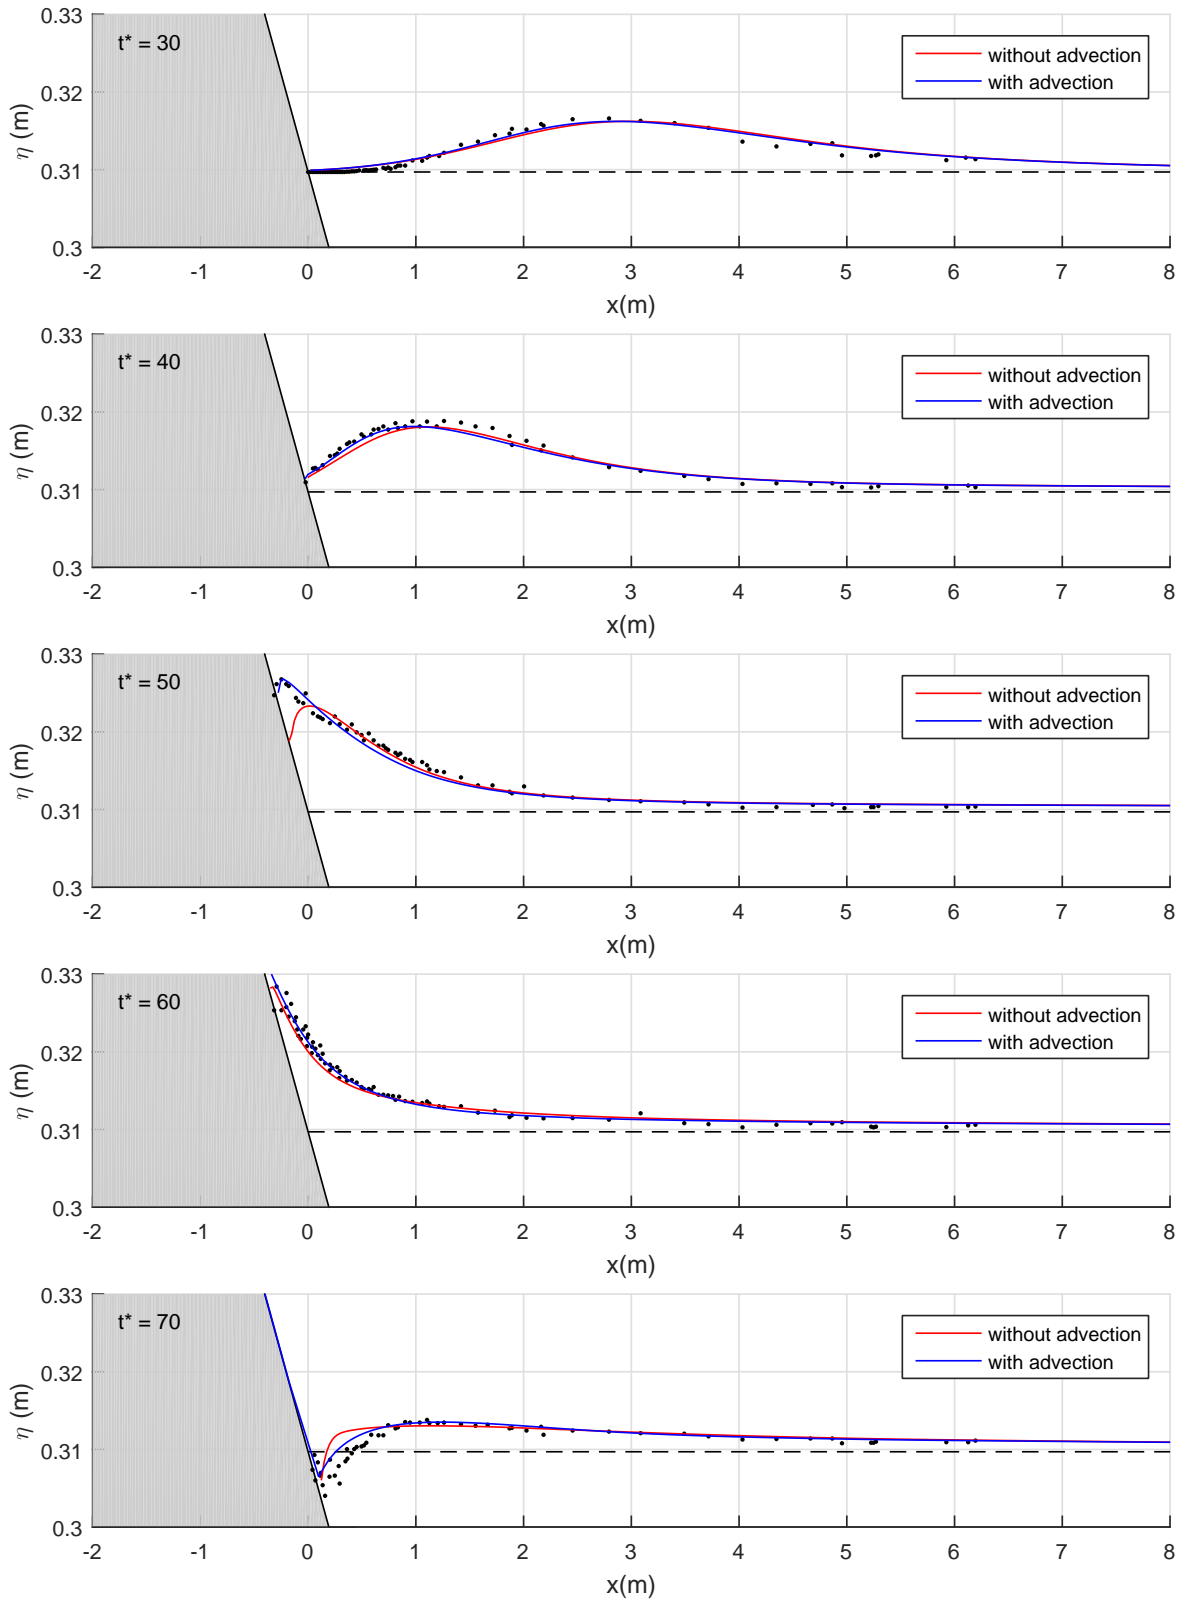 0.33
t* = 30
without advection
with advection
0.32
η (m)
0.31
0.3
-2 -1 0 1 2 3 4 5 6 7 8
x(m)
0.33
t* = 40
without advection
with advection
0.32
η (m)
0.31
0.3
-2 -1 0 1 2 3 4 5 6 7 8
x(m)
0.33
t* = 50
without advection
with advection
0.32
η (m)
0.31
0.3
-2 -1 0 1 2 3 4 5 6 7 8
x(m)
0.33
t* = 60
without advection
with advection
0.32
η (m)
0.31
0.3
-2 -1 0 1 2 3 4 5 6 7 8
x(m)
0.33
t* = 70
without advection
with advection
0.32
η (m)
0.31
0.3
-2 -1 0 1 2 3 4 5 6 7 8
x(m)